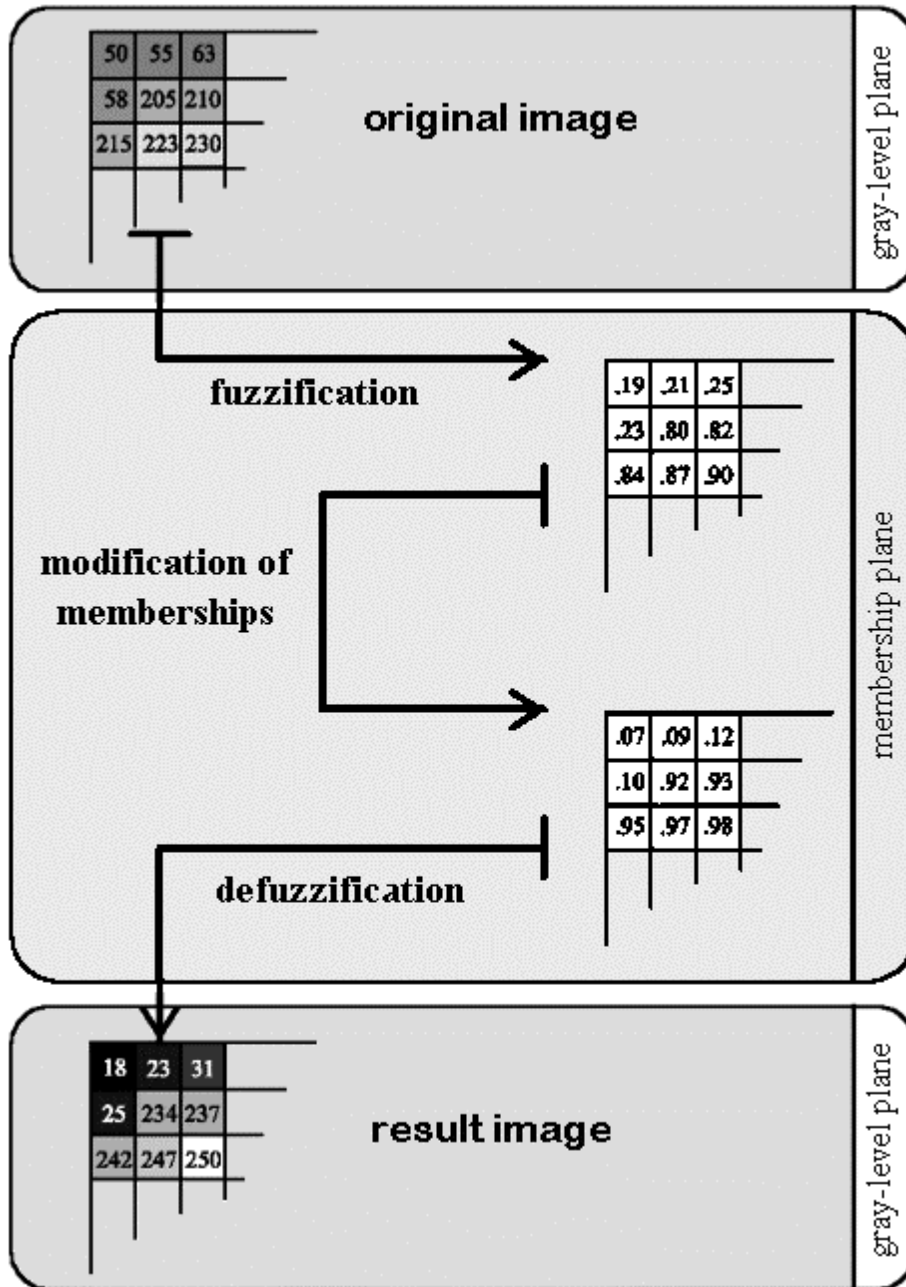 50 55 63
58 205 210
215 223 230
original image
gray-level plane
fuzzification
.19 .21 .25
.23 .80 .82
.84 .87 .90
modification of
memberships
membership plane
.07 .09 .12
.10 .92 .93
.95 .97 .98
defuzzification
18 23 31
25 234 237
242 247 250
result image
gray-level plane